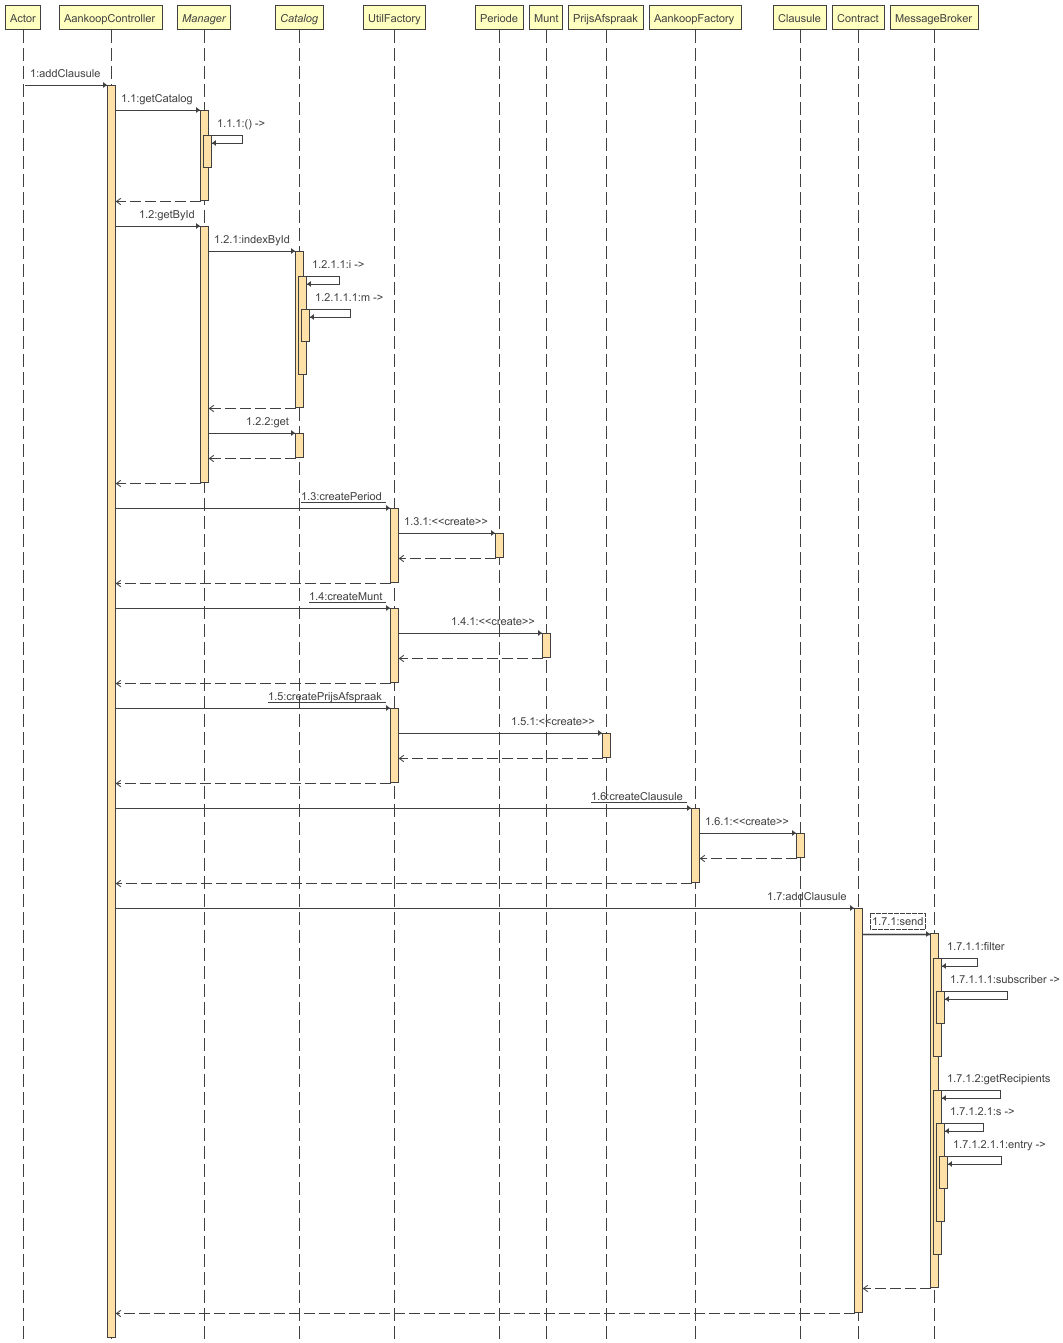 Actor AankoopController Manager Catalog UtilFactory Periode Munt PrijsAfspraak AankoopFactory Clausule Contract MessageBroker
1:addClausule
1.1:getCatalog
1.1.1:() ->
1.2:getById
1.2.1:indexById
1.2.1.1:i ->
1.2.1.1.1:m ->
1.2.2:get
1.3:createPeriod
1.3.1:<<create>>
1.4:createMunt
1.4.1:<<create>>
1.5:createPrijsAfspraak
1.5.1:<<create>>
1.6:createClausule
1.6.1:<<create>>
1.7:addClausule
1.7.1:send
1.7.1.1:filter
1.7.1.1.1:subscriber ->
1.7.1.2:getRecipients
1.7.1.2.1:s ->
1.7.1.2.1.1:entry ->